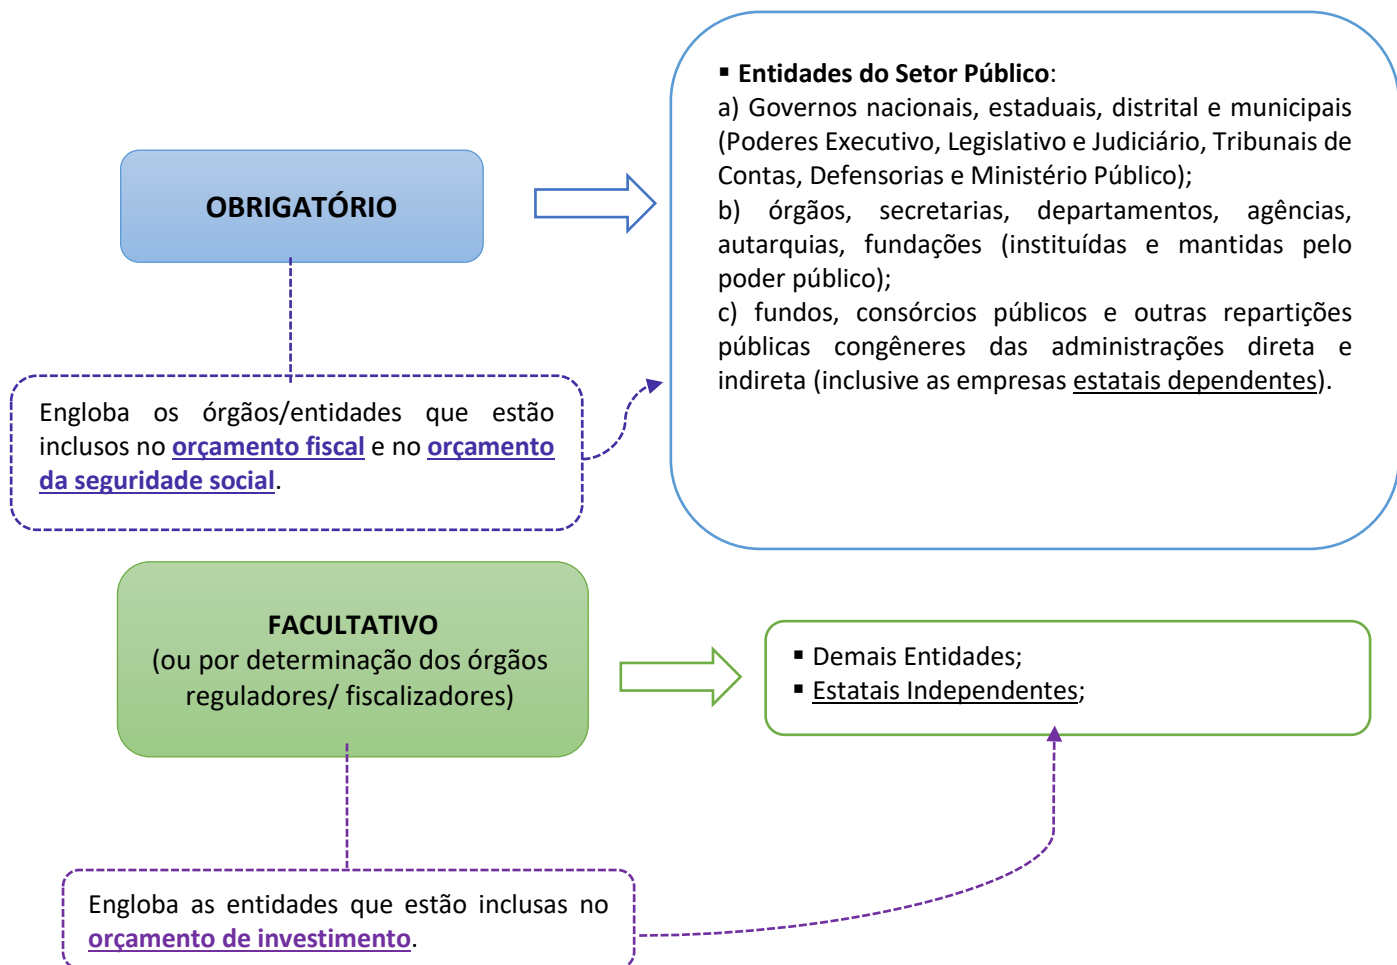 OBRIGATÓRIO
▪ Entidades do Setor Público:
a) Governos nacionais, estaduais, distrital e municipais
(Poderes Executivo, Legislativo e Judiciário, Tribunais de
Contas, Defensorias e Ministério Público);
b) órgãos, secretarias, departamentos, agências,
autarquias, fundações (instituídas e mantidas pelo
poder público);
c) fundos, consórcios públicos e outras repartições
públicas congêneres das administrações direta e
indireta (inclusive as empresas estatais dependentes).
Engloba os órgãos/entidades que estão
inclusos no orçamento fiscal e no orçamento
da seguridade social.
FACULTATIVO
(ou por determinação dos órgãos
reguladores/ fiscalizadores)
▪ Demais Entidades;
▪ Estatais Independentes;
Engloba as entidades que estão inclusas no
orçamento de investimento.